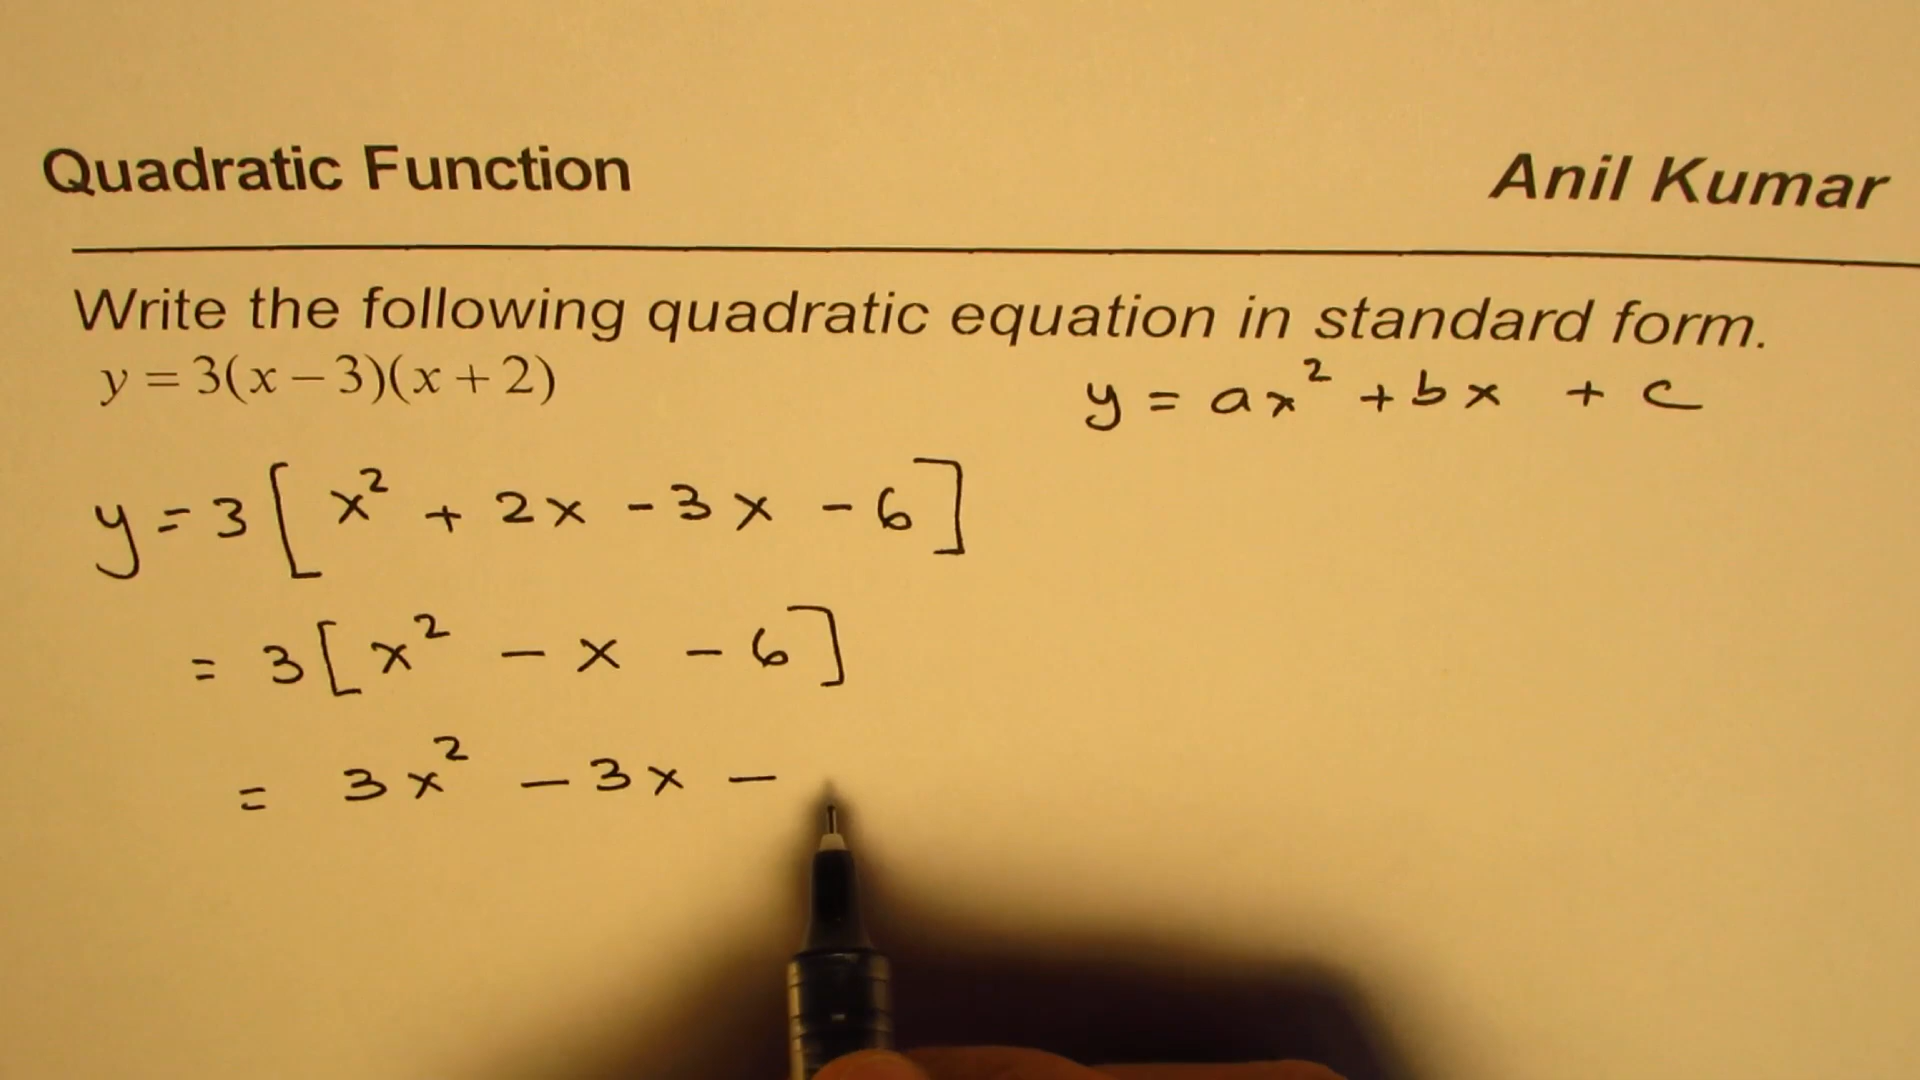 Quadratic Function Anil Kumar
Write the following quadratic equation in standard form.
y = 3(x − 3)(x + 2)
y = ax² + bx + c
y = 3[x² + 2x - 3x - 6]
= 3[x² - x - 6]
= 3x² - 3x -